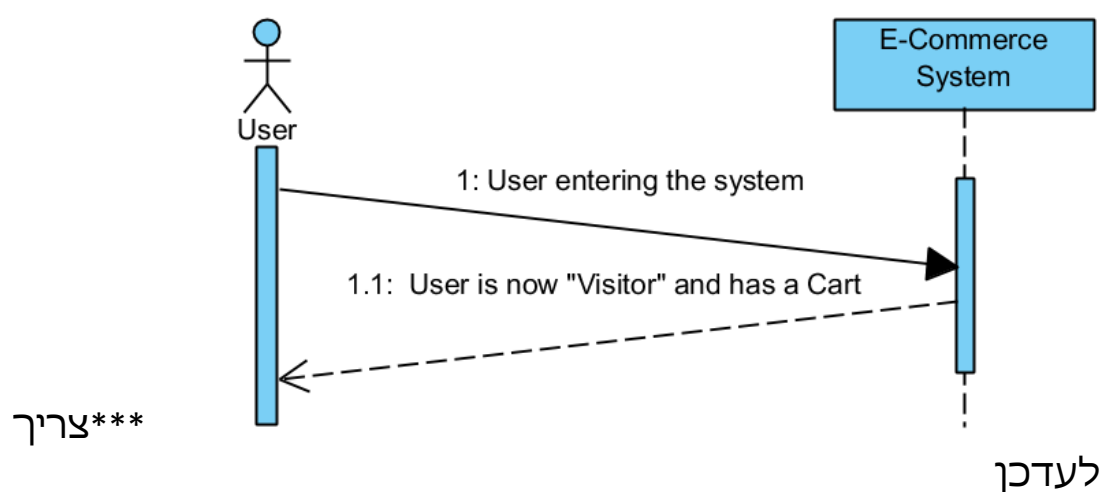 E-Commerce
System
User
1: User entering the system
1.1: User is now "Visitor" and has a Cart
***צריך
לעדכן